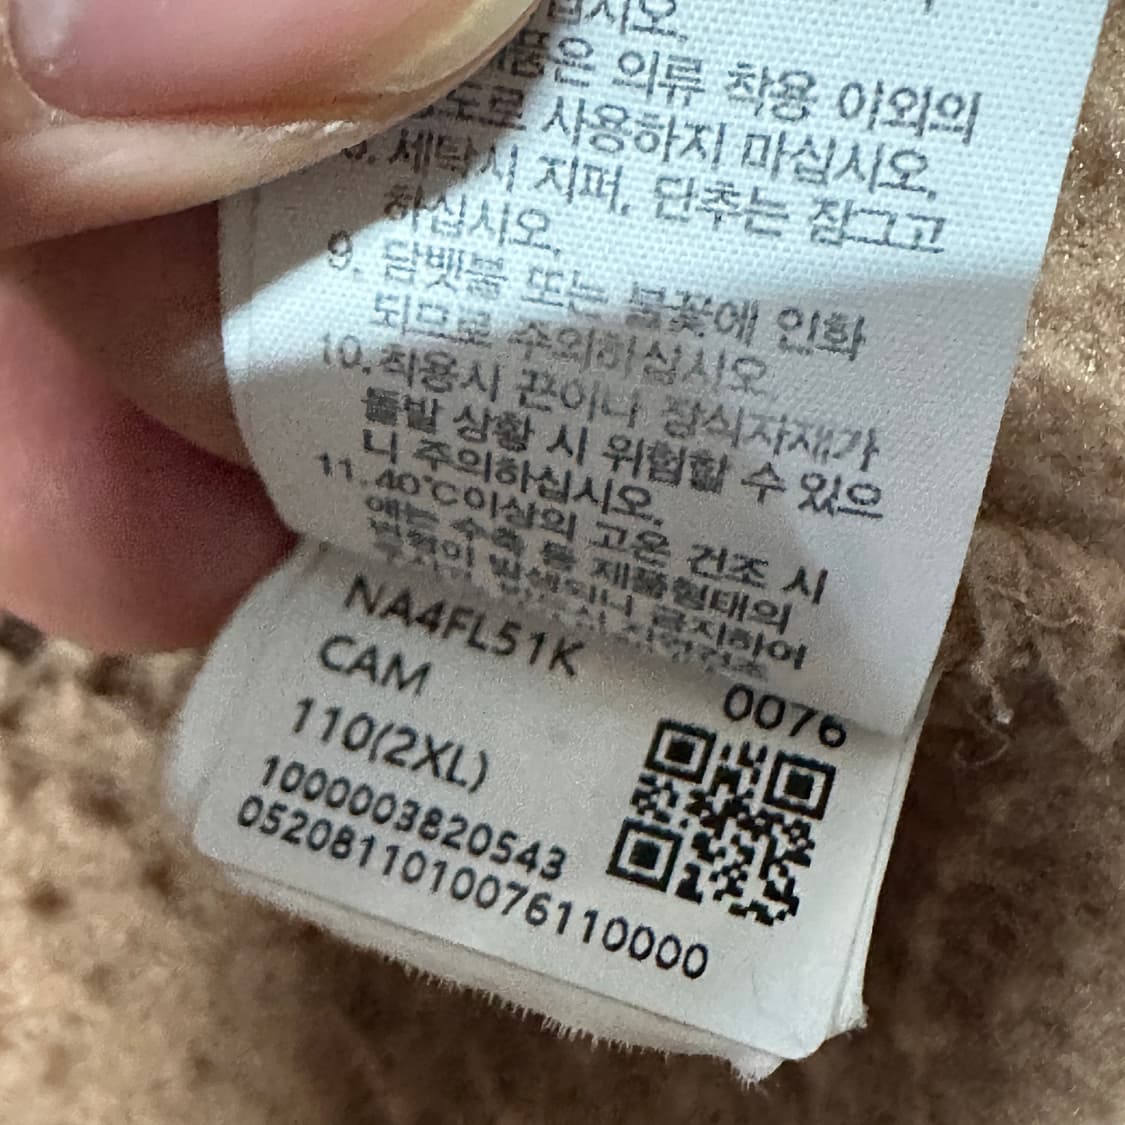 십시오.
품은 의류 착용 이외의
도로 사용하지 마십시오.
세탁시 지퍼, 단추는 잠그고
하십시오.
9. 담뱃불 또는 불꽃에 인화
되므로 주의하십시오.
10. 착용시 끈이나 장식자재가
돌발 상황 시 위험할 수 있으
니 주의하십시오.
11. 40℃이상의 고온 건조 시
에는 수축 등 제품형태의
NA4FL51K
CAM
0076
110(2XL)
1000003820543
0520811010076110000